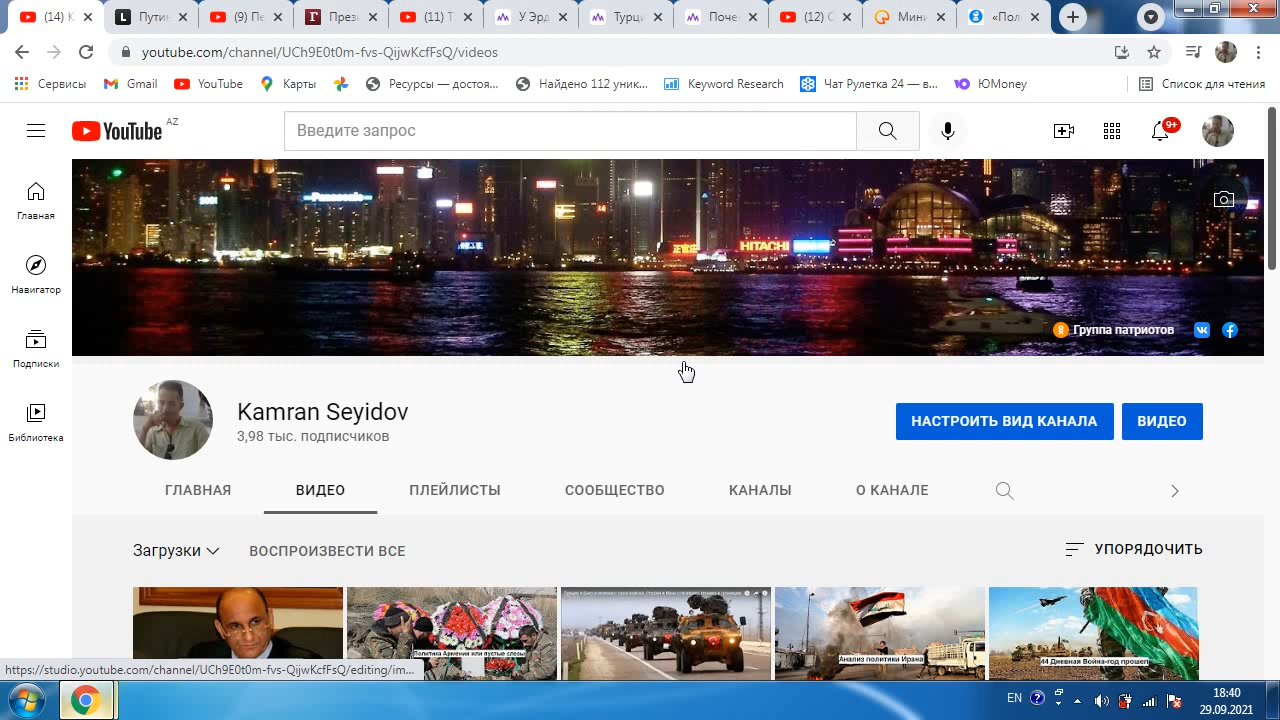 (14) К
Путин
(9) Пе
През
(11) Т
У Эрд
Турци
Поче
(12) С
Мини
«Пол
youtube.com/channel/UCh9E0t0m-fvs-QijwKcfFsQ/videos
Сервисы
Gmail
YouTube
Карты
Ресурсы — достоя...
Найдено 112 уник...
Keyword Research
Чат Рулетка 24 — в...
ЮMoney
Список для чтения
YouTube AZ
Введите запрос
9+
Главная
Навигатор
Подписки
Библиотека
HITACHI
Группа патриотов
Kamran Seyidov
3,98 тыс. подписчиков
НАСТРОИТЬ ВИД КАНАЛА
ВИДЕО
ГЛАВНАЯ
ВИДЕО
ПЛЕЙЛИСТЫ
СООБЩЕСТВО
КАНАЛЫ
О КАНАЛЕ
Загрузки
ВОСПРОИЗВЕСТИ ВСЕ
УПОРЯДОЧИТЬ
Политика Армении или пустые слезы
Анализ политики Ирана
44 Дневная Война-год прошел
https://studio.youtube.com/channel/UCh9E0t0m-fvs-QijwKcfFsQ/editing/im...
EN
18:40
29.09.2021